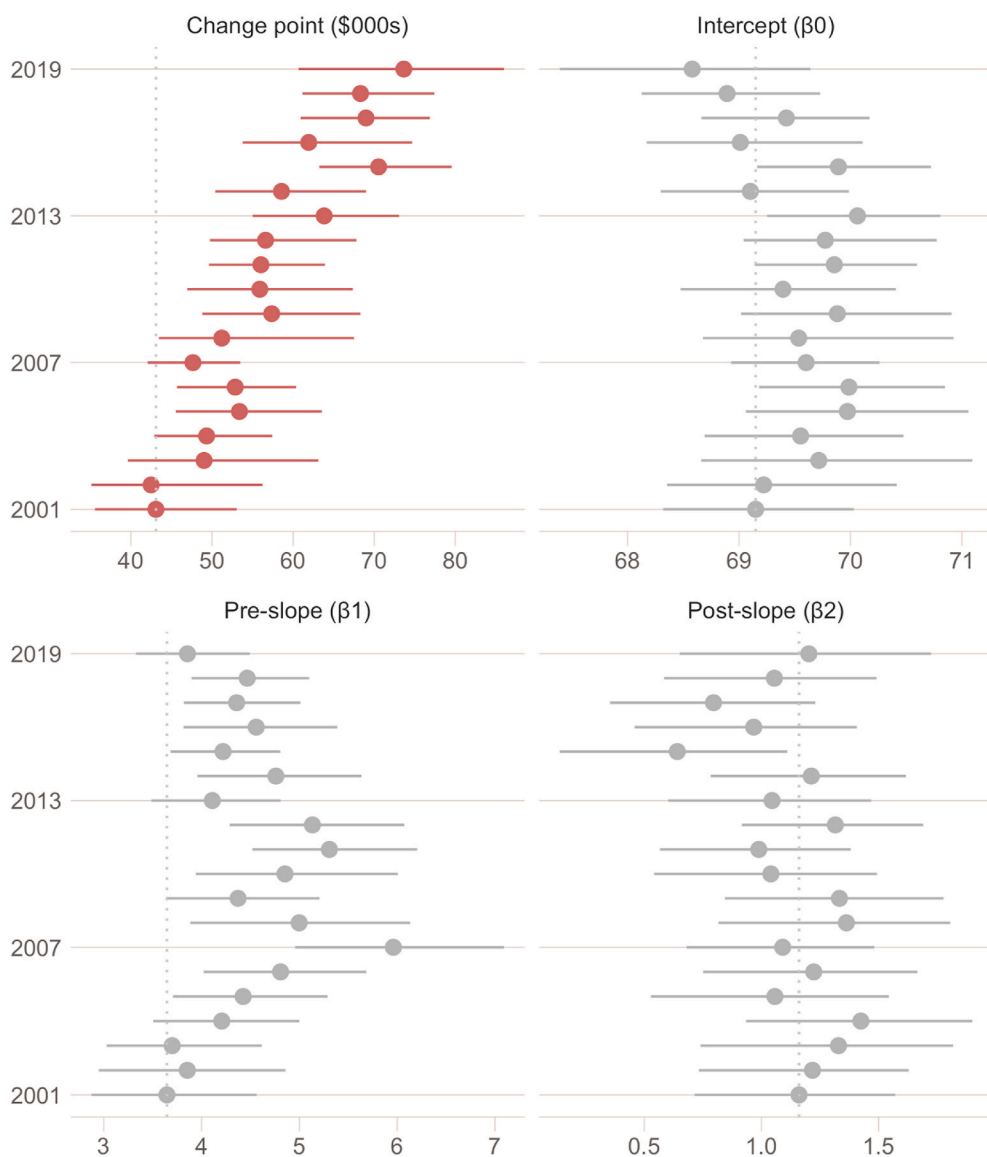 Change point ($000s)
Intercept (β0)
2019
2013
2007
2001
40 50 60 70 80
68 69 70 71
Pre-slope (β1)
Post-slope (β2)
2019
2013
2007
2001
3 4 5 6 7
0.5 1.0 1.5